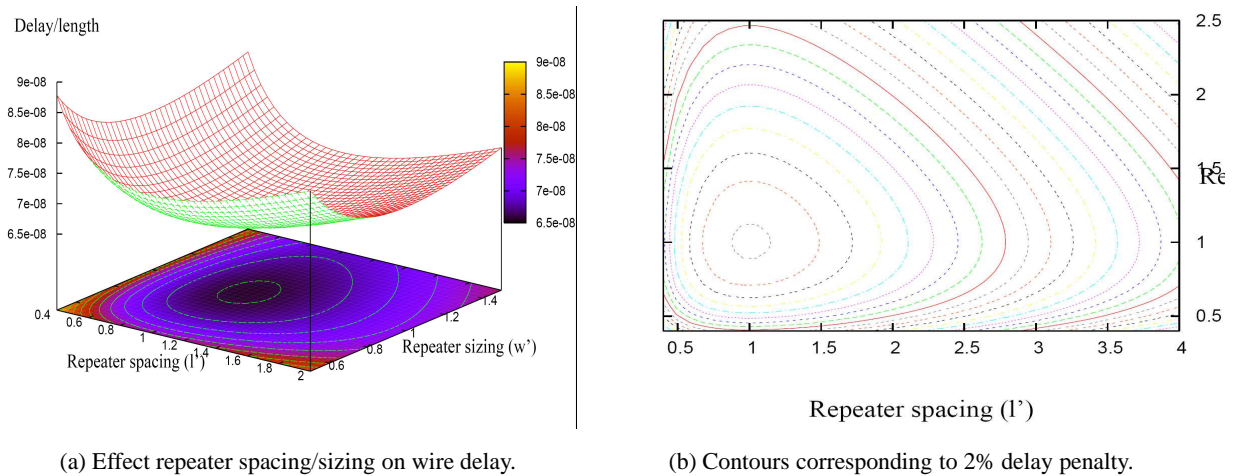 Delay/length
9e-08
8.5e-08
8e-08
7.5e-08
7e-08
6.5e-08
9e-08
8.5e-08
8e-08
7.5e-08
7e-08
6.5e-08
0.4
0.6
0.8
1
1.2
1.4
1.6
1.8
2
Repeater spacing (l')
0.6
0.8
1
1.2
1.4
Repeater sizing (w')
2.5
2
1.5
1
0.5
Re
0.5 1 1.5 2 2.5 3 3.5 4
Repeater spacing (l')
(a) Effect repeater spacing/sizing on wire delay.
(b) Contours corresponding to 2% delay penalty.